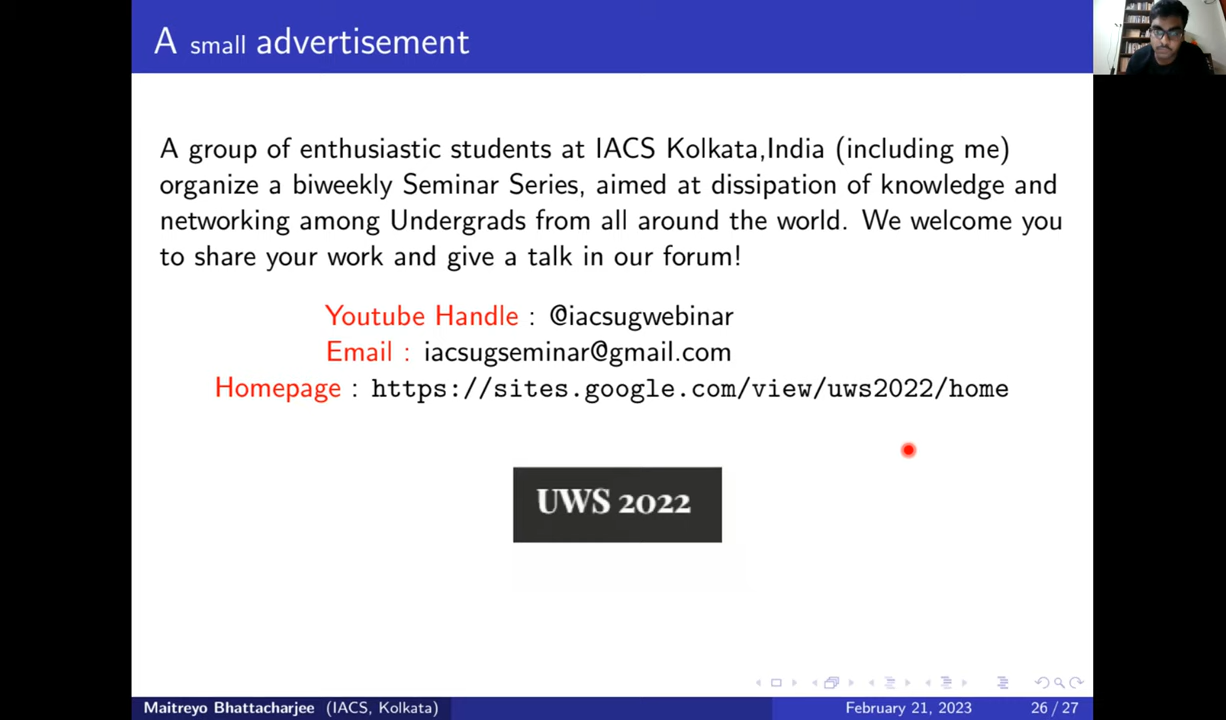 A small advertisement
A group of enthusiastic students at IACS Kolkata,India (including me)
organize a biweekly Seminar Series, aimed at dissipation of knowledge and
networking among Undergrads from all around the world. We welcome you
to share your work and give a talk in our forum!
Youtube Handle : @iacsugwebinar
Email : iacsugseminar@gmail.com
Homepage : https://sites.google.com/view/uws2022/home
UWS 2022
Maitreyo Bhattacharjee (IACS, Kolkata) February 21, 2023 26 / 27